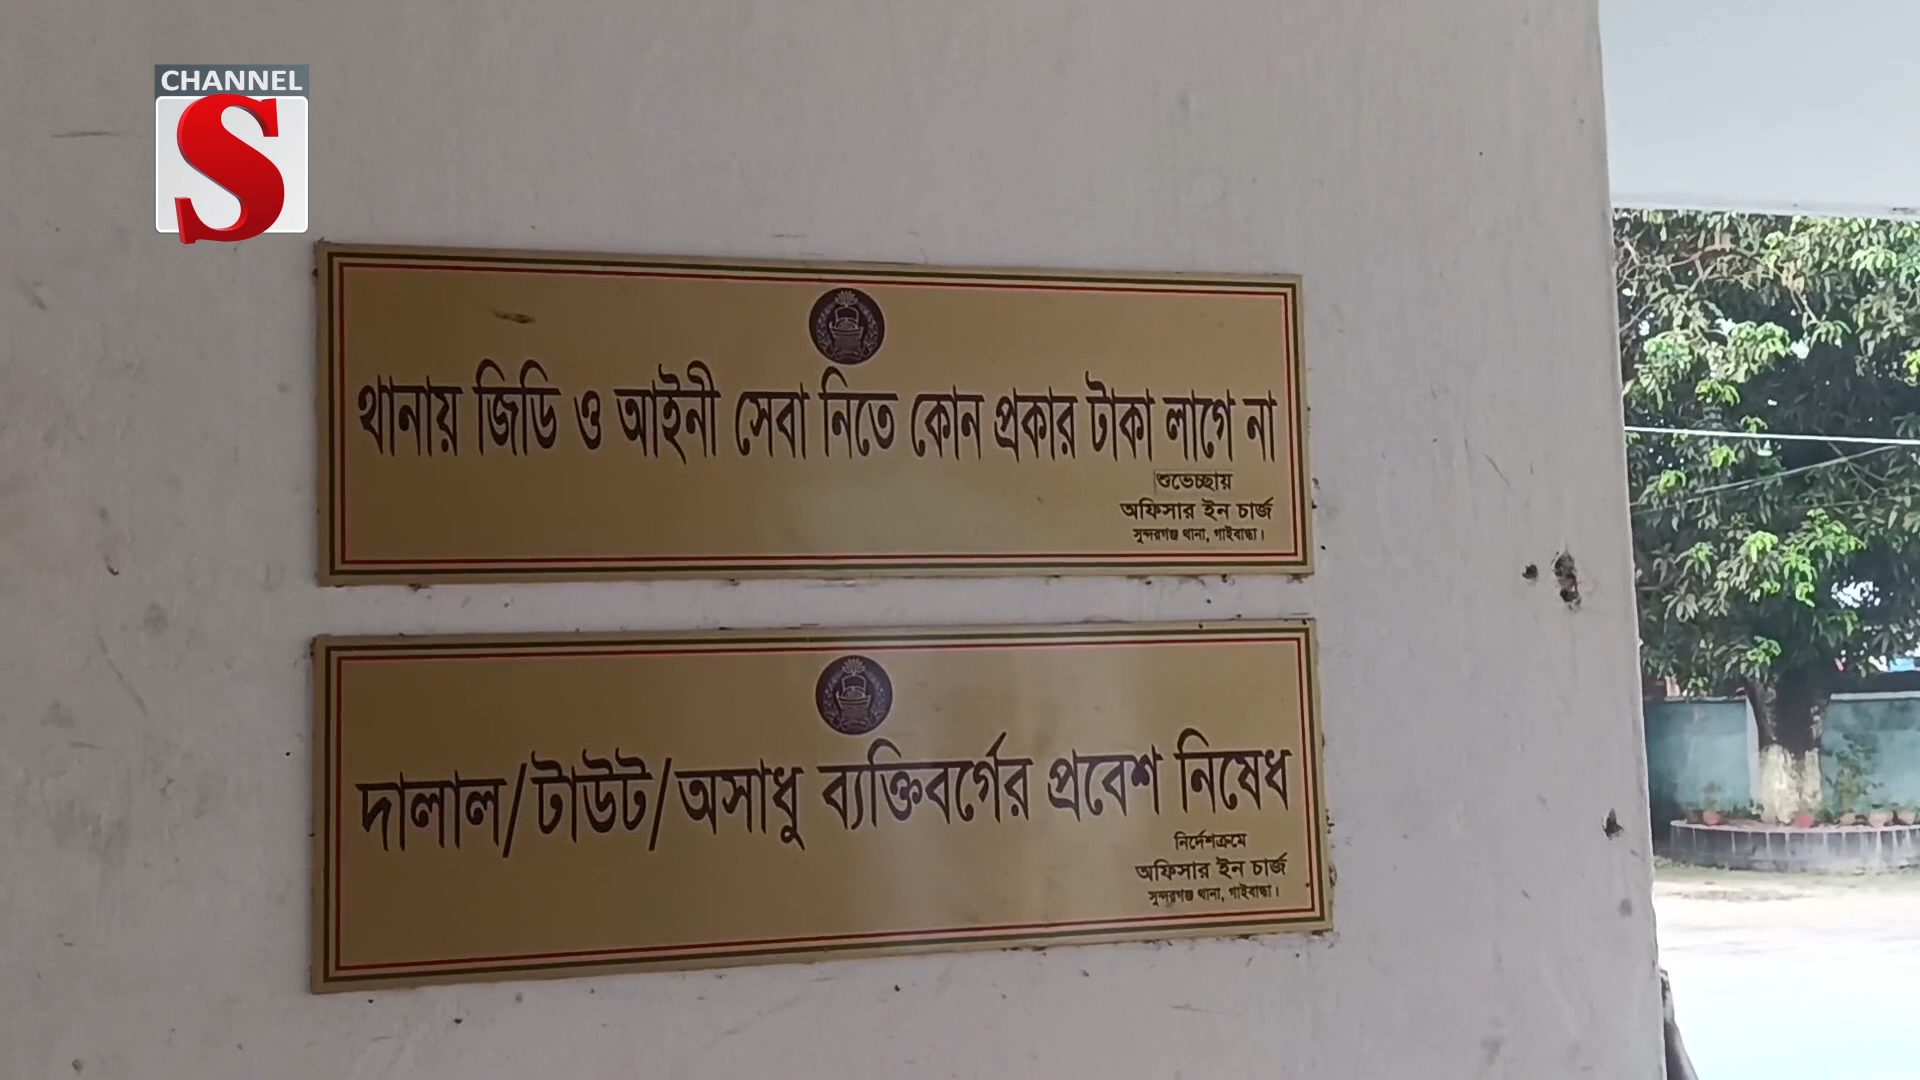 CHANNEL
S
থানায় জিডি ও আইনী সেবা নিতে কোন প্রকার টাকা লাগে না
শুভেচ্ছায়
অফিসার ইন চার্জ
সুন্দরগঞ্জ থানা, গাইবান্ধা।
দালাল/টাউট/অসাধু ব্যক্তিবর্গের প্রবেশ নিষেধ
নির্দেশক্রমে
অফিসার ইন চার্জ
সুন্দরগঞ্জ থানা, গাইবান্ধা।